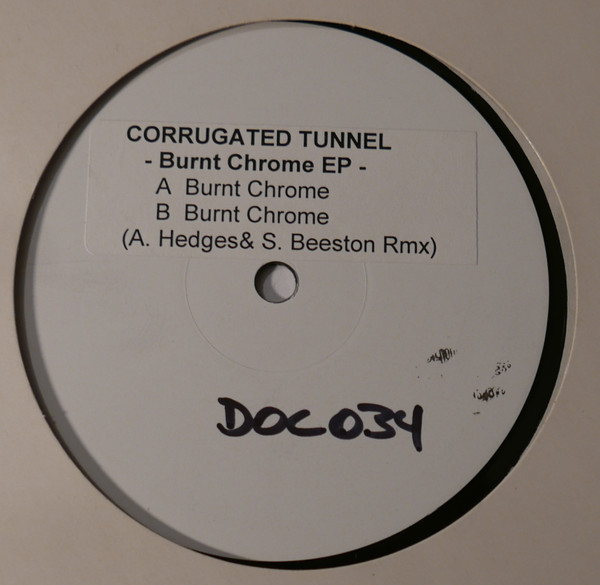 CORRUGATED TUNNEL
- Burnt Chrome EP -
A Burnt Chrome
B Burnt Chrome
(A. Hedges& S. Beeston Rmx)
DOC034